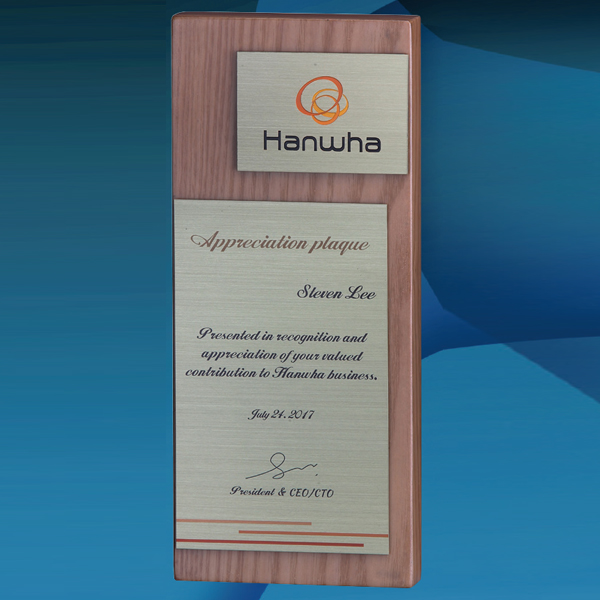 Hanwha
Appreciation plaque
Steven Lee
Presented in recognition and
appreciation of your valued
contribution to Hanwha business.
July 21. 2017
President & CEO/CTO